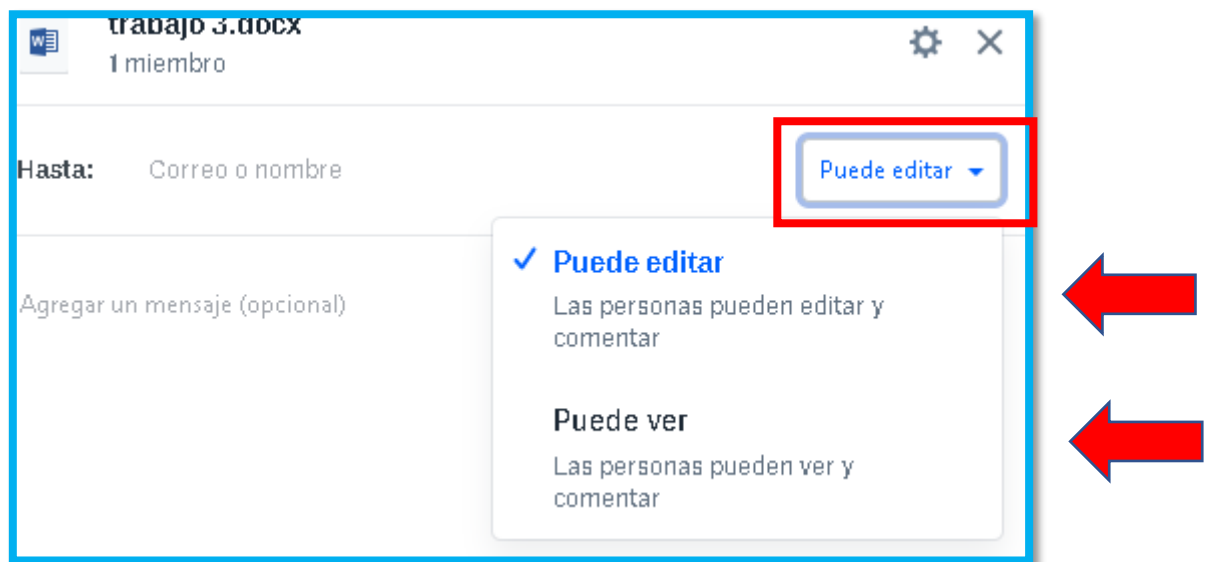 trabajo 3.docx
1 miembro
Hasta: Correo o nombre Puede editar
Puede editar
Agregar un mensaje (opcional)
Las personas pueden editar y
comentar
Puede ver
Las personas pueden ver y
comentar